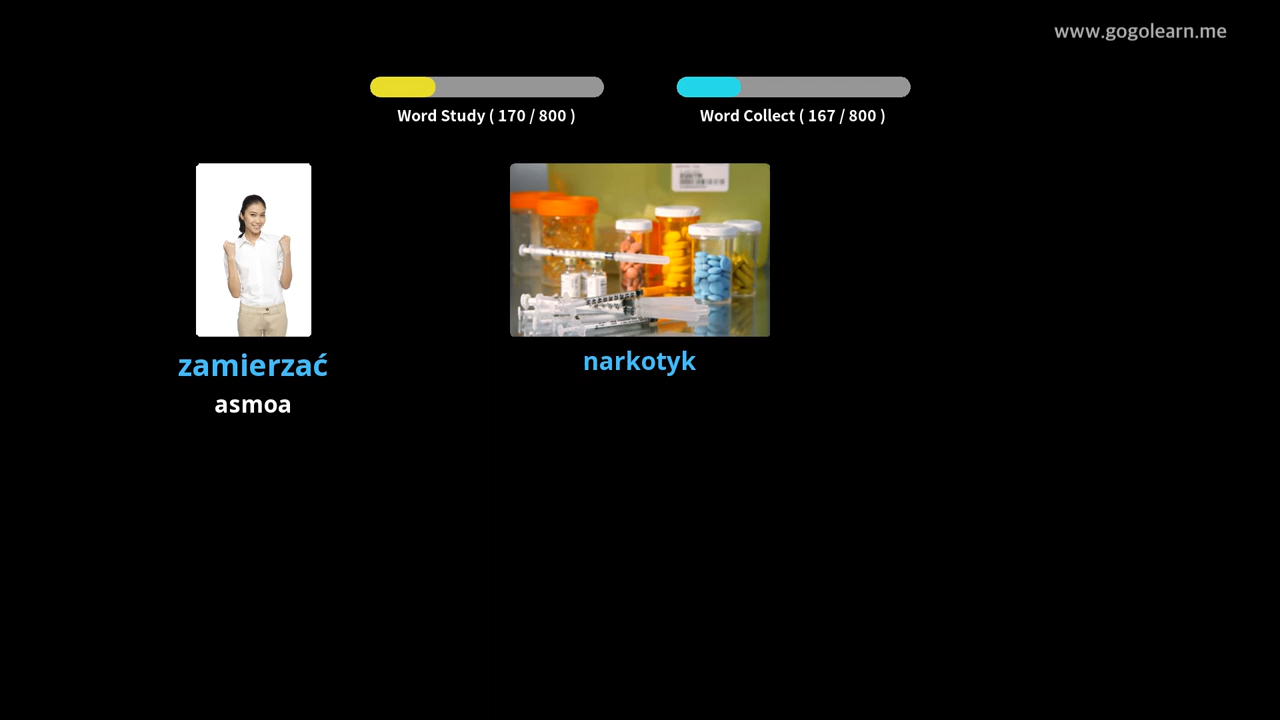 www.gogolearn.me
Word Study ( 170 / 800 )
Word Collect ( 167 / 800 )
zamierzać
asmoa
narkotyk